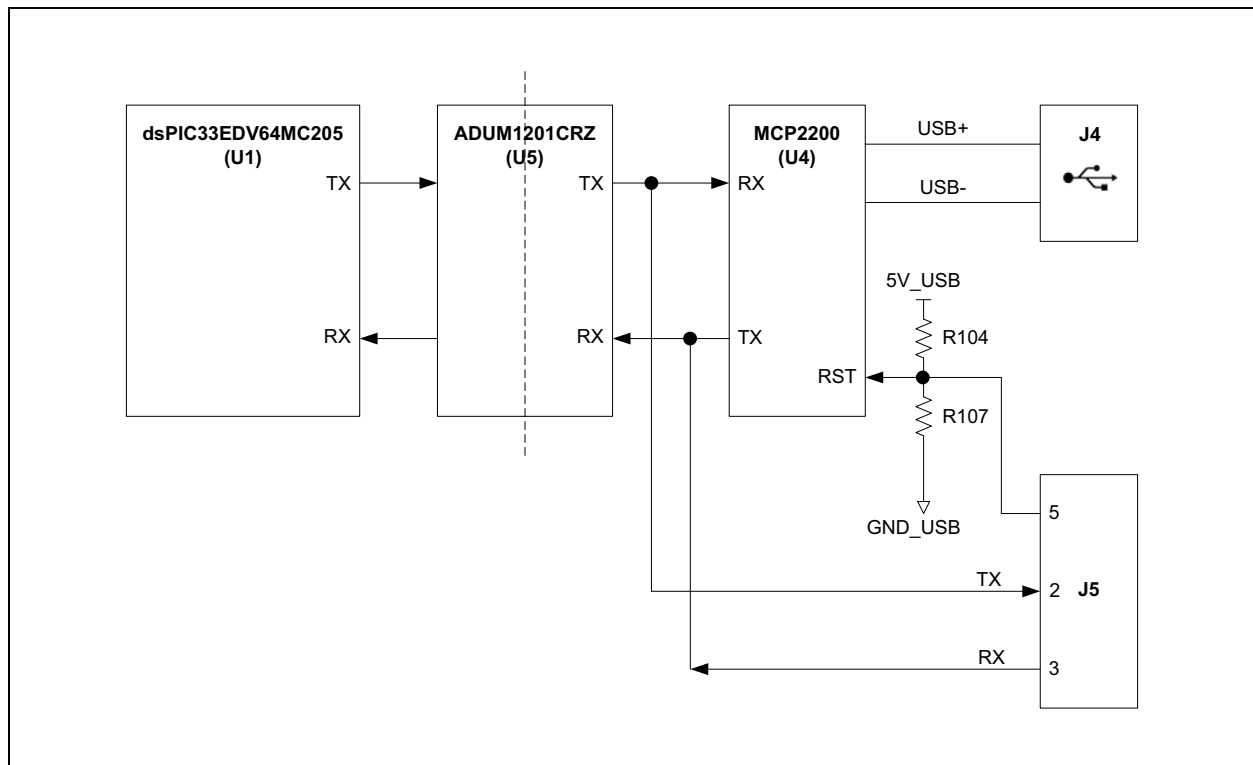 dsPIC33EDV64MC205
(U1)
TX
RX
ADUM1201CRZ
(U5)
TX
RX
MCP2200
(U4)
RX
TX
RST
USB+
USB-
J4
5V_USB
R104
R107
GND_USB
5
TX
2
J5
RX
3